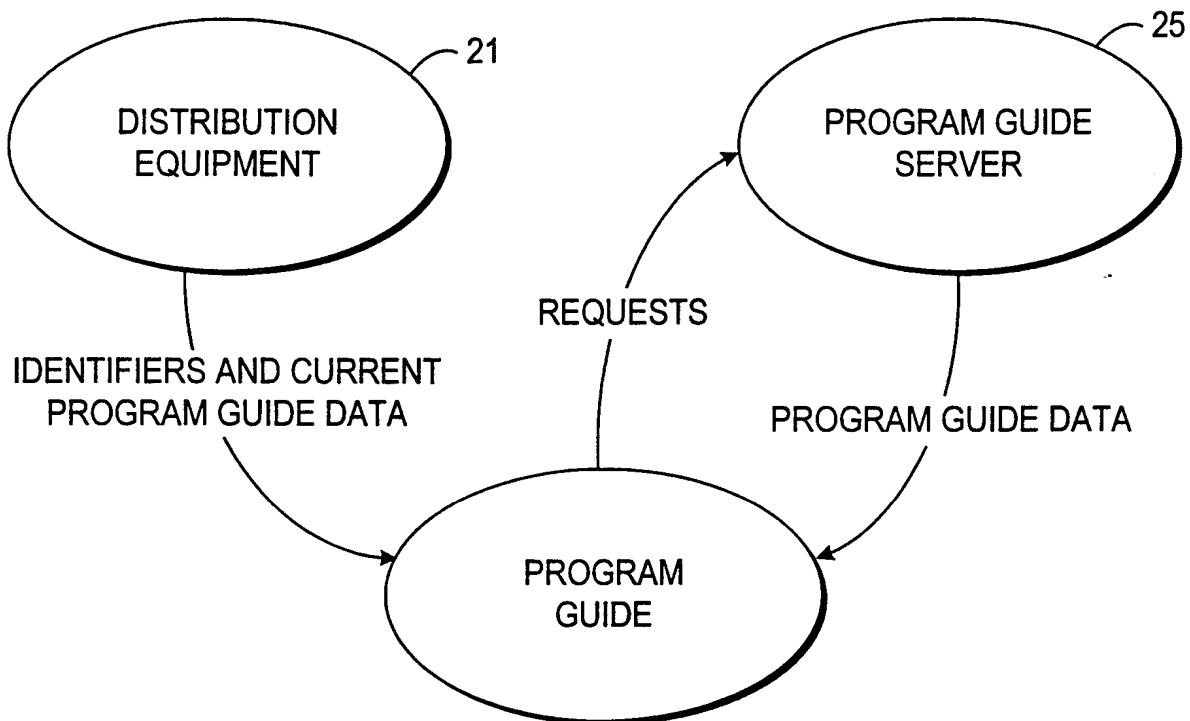 21
DISTRIBUTION
EQUIPMENT
25
PROGRAM GUIDE
SERVER
REQUESTS
IDENTIFIERS AND CURRENT
PROGRAM GUIDE DATA
PROGRAM GUIDE DATA
PROGRAM
GUIDE